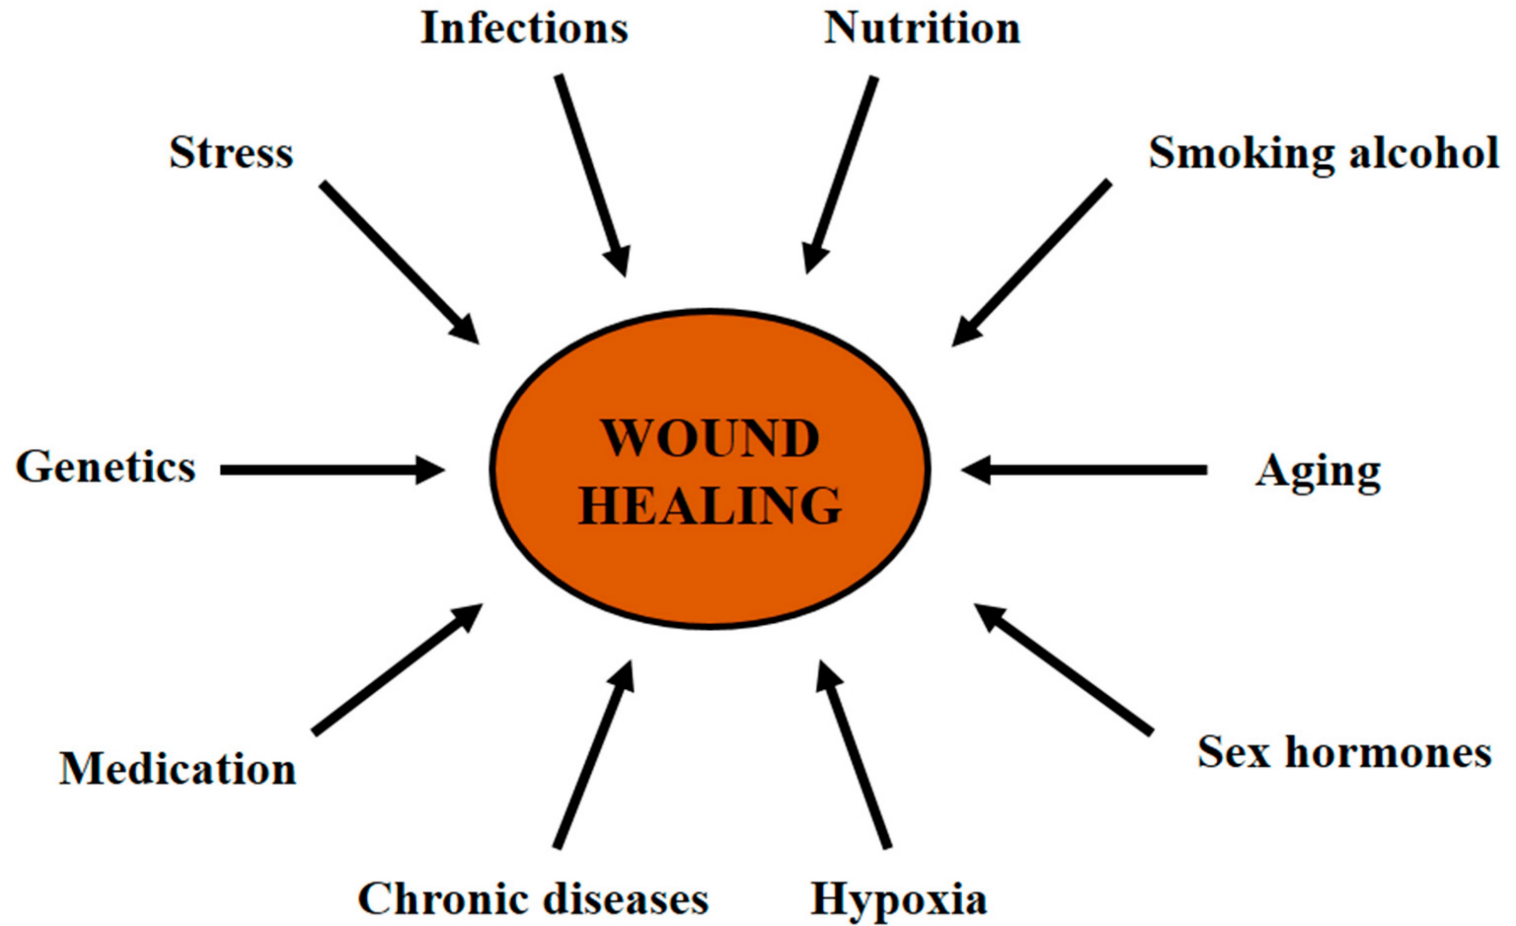 Infections
Nutrition
Stress
Smoking alcohol
Genetics
WOUND
HEALING
Aging
Medication
Sex hormones
Chronic diseases
Hypoxia